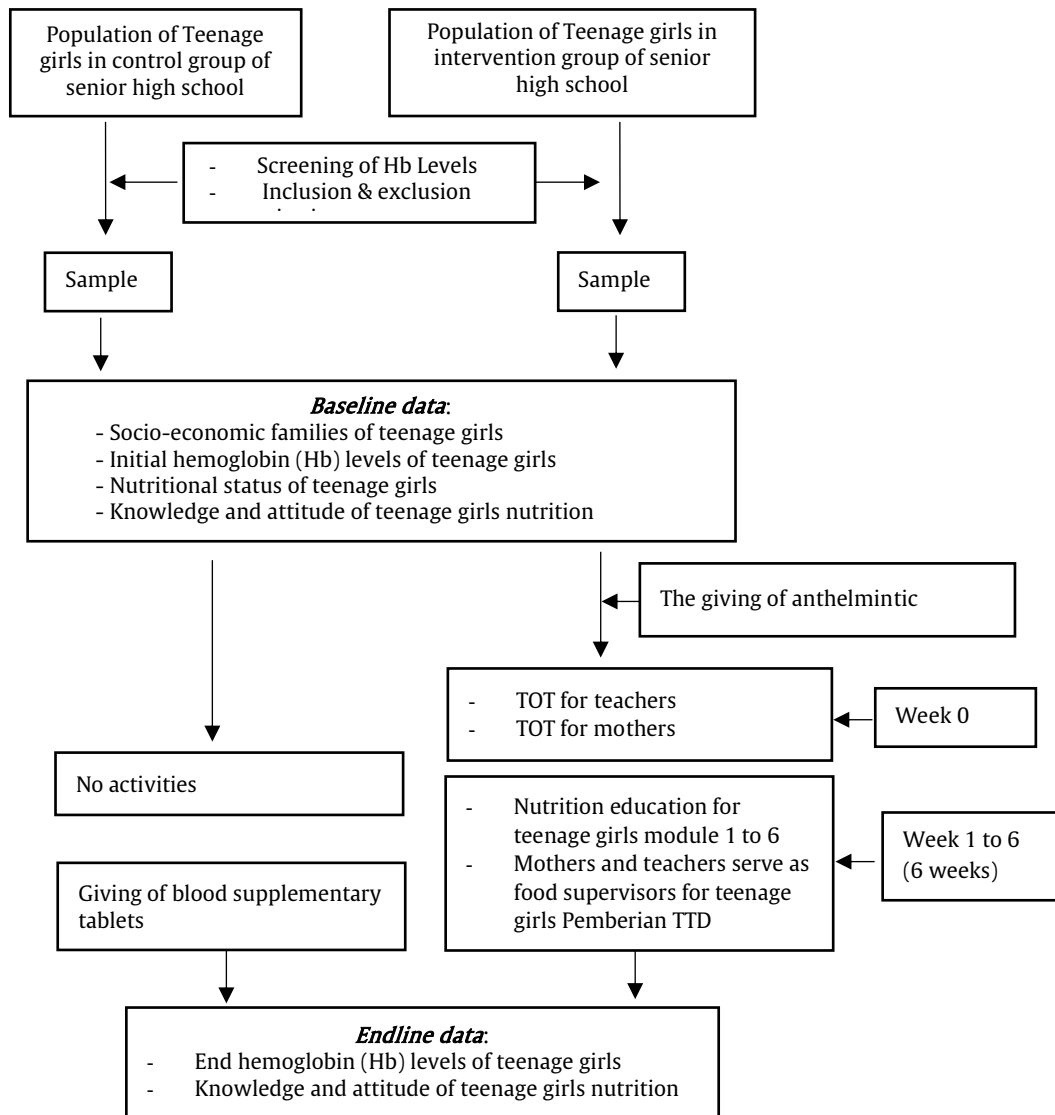 Population of Teenage
girls in control group of
senior high school
Population of Teenage girls in
intervention group of senior
high school
- Screening of Hb Levels
- Inclusion & exclusion
Sample
Sample
Baseline data:
- Socio-economic families of teenage girls
- Initial hemoglobin (Hb) levels of teenage girls
- Nutritional status of teenage girls
- Knowledge and attitude of teenage girls nutrition
The giving of anthelmintic
- TOT for teachers
- TOT for mothers
Week 0
No activities
- Nutrition education for
teenage girls module 1 to 6
- Mothers and teachers serve as
food supervisors for teenage
girls Pemberian TTD
Week 1 to 6
(6 weeks)
Giving of blood supplementary
tablets
Endline data:
- End hemoglobin (Hb) levels of teenage girls
- Knowledge and attitude of teenage girls nutrition